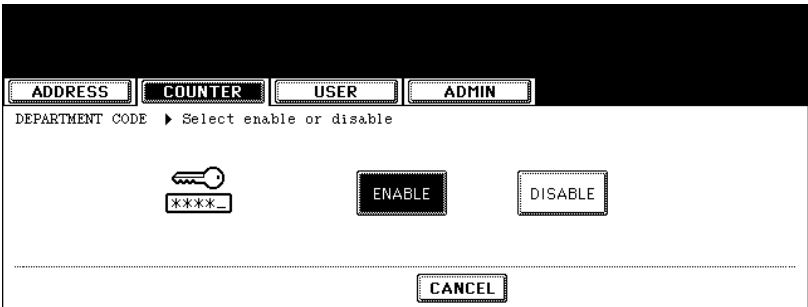 ADDRESS COUNTER USER ADMIN
DEPARTMENT CODE ▶ Select enable or disable
****_ ENABLE DISABLE
CANCEL